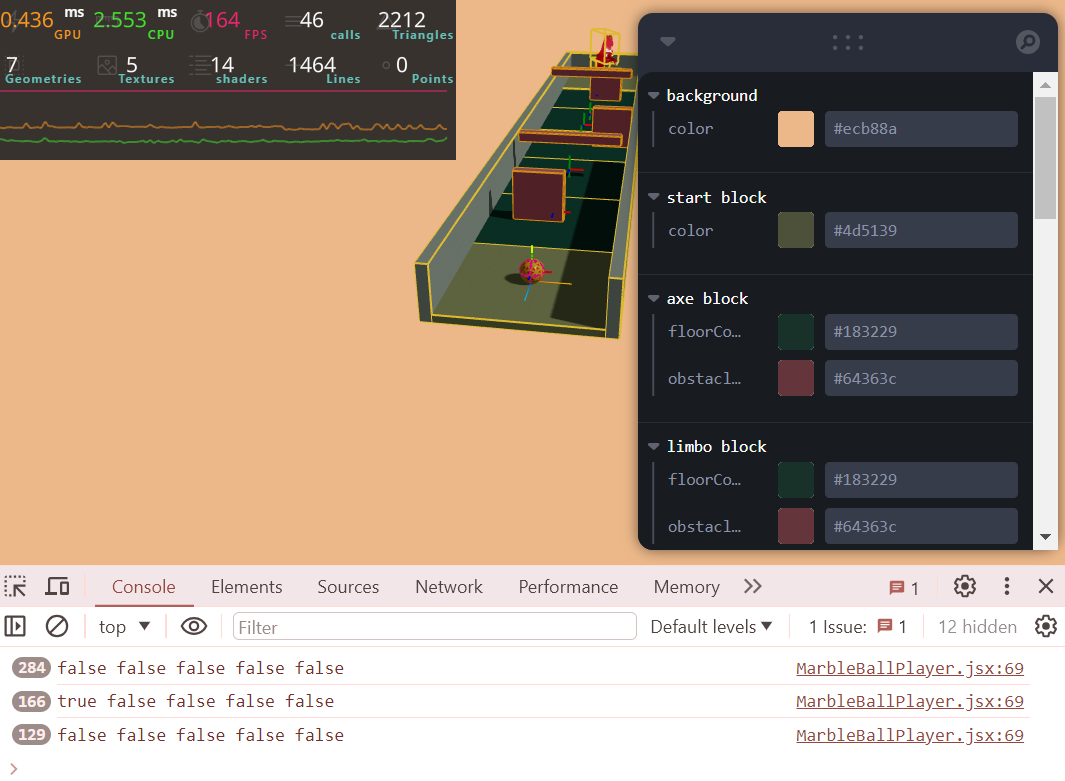 0.436 ms GPU 2.553 ms CPU 164 FPS 46 calls 2212 Triangles
7 Geometries 5 Textures 14 shaders 1464 Lines 0 Points
background
color #ecb88a
start block
color #4d5139
axe block
floorCo… #183229
obstacl… #64363c
limbo block
floorCo… #183229
obstacl… #64363c
Console Elements Sources Network Performance Memory 1
top Filter Default levels 1 Issue: 1 12 hidden
284 false false false false false MarbleBallPlayer.jsx:69
166 true false false false false MarbleBallPlayer.jsx:69
129 false false false false false MarbleBallPlayer.jsx:69